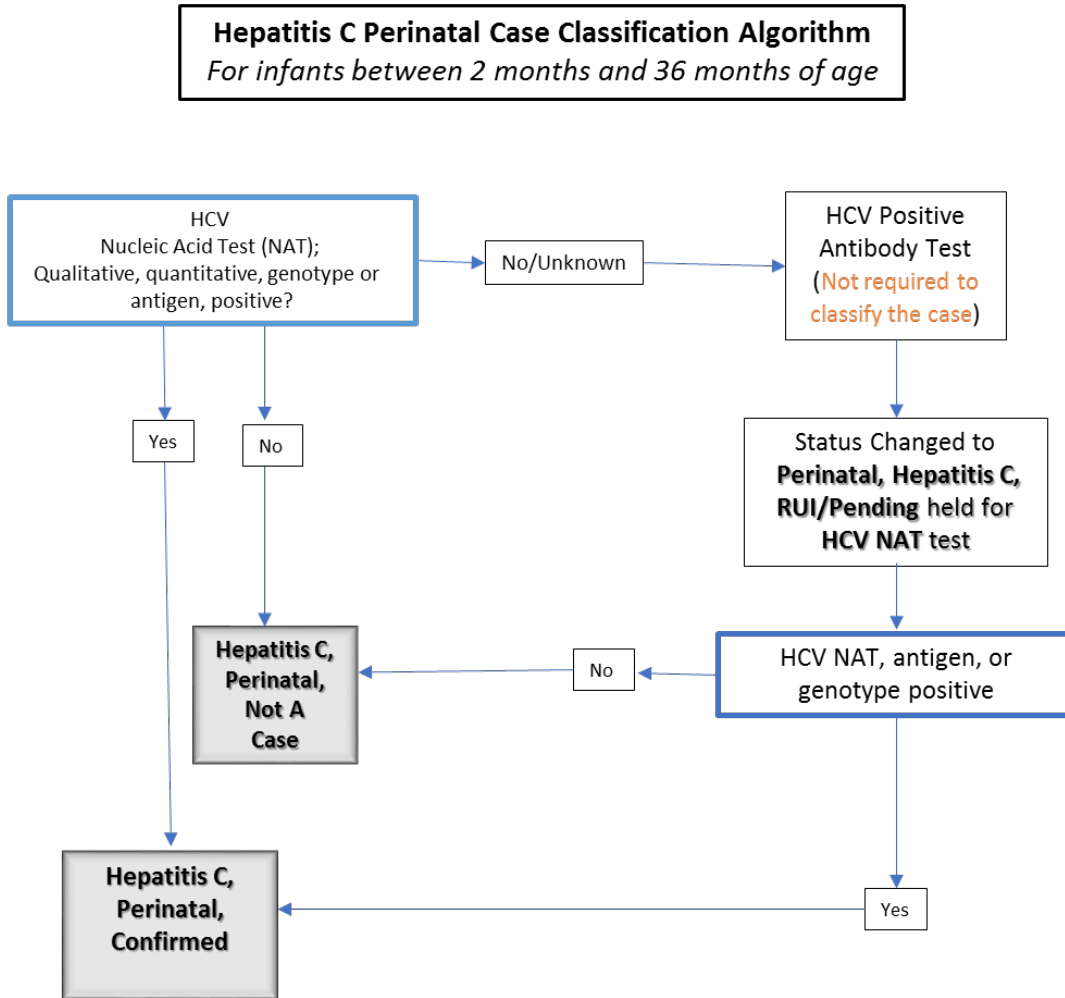 Hepatitis C Perinatal Case Classification Algorithm
For infants between 2 months and 36 months of age
HCV
Nucleic Acid Test (NAT);
Qualitative, quantitative, genotype or
antigen, positive?
No/Unknown
HCV Positive
Antibody Test
(Not required to
classify the case)
Yes
No
Status Changed to
Perinatal, Hepatitis C,
RUI/Pending held for
HCV NAT test
Hepatitis C,
Perinatal,
Not A
Case
No
HCV NAT, antigen, or
genotype positive
Hepatitis C,
Perinatal,
Confirmed
Yes